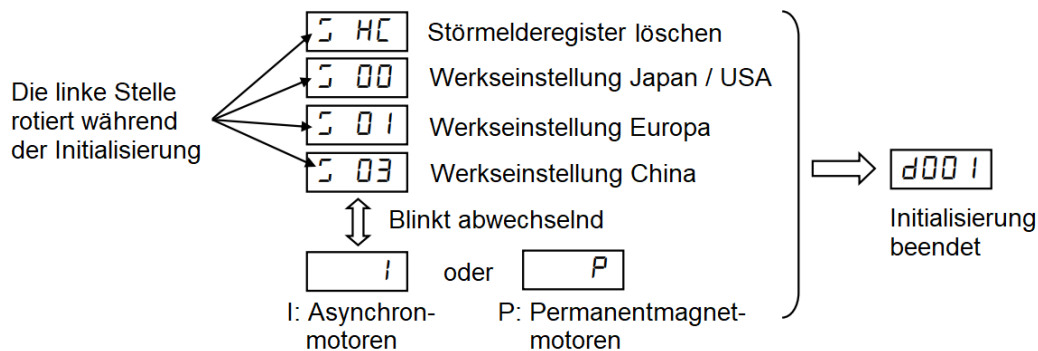 HC Störmelderegister löschen
00 Werkseinstellung Japan / USA
Die linke Stelle
rotiert während
der Initialisierung
01 Werkseinstellung Europa
03 Werkseinstellung China
d001
Blinkt abwechselnd
Initialisierung
beendet
I oder P
I: Asynchron-
motoren
P: Permanentmagnet-
motoren